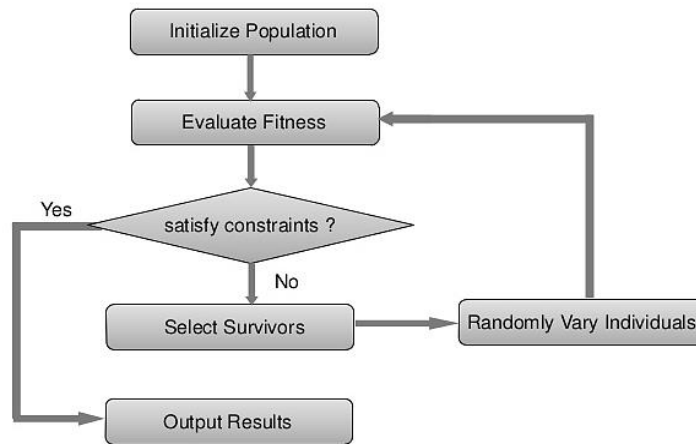 Initialize Population
Evaluate Fitness
Yes
satisfy constraints ?
No
Select Survivors
Randomly Vary Individuals
Output Results